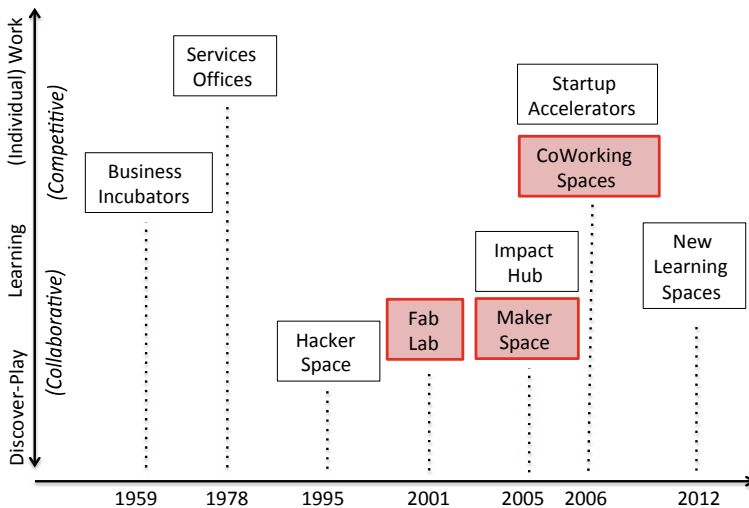 (Individual) Work
Learning
Discover-Play
(Competitive)
(Collaborative)
Services
Offices
Startup
Accelerators
CoWorking
Spaces
Business
Incubators
Impact
Hub
New
Learning
Spaces
Fab
Lab
Maker
Space
Hacker
Space
1959
1978
1995
2001
2005
2006
2012